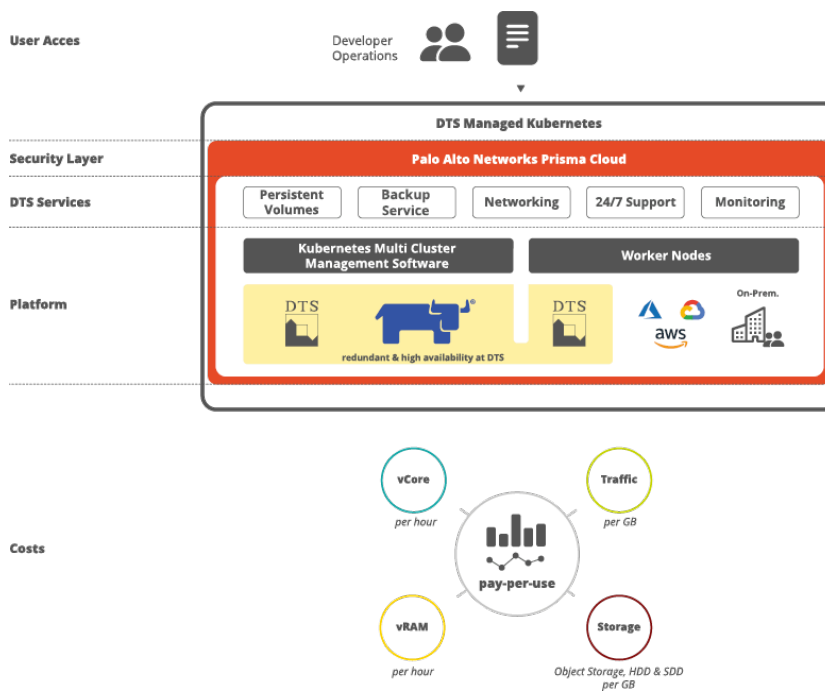 User Acces
Developer
Operations
DTS Managed Kubernetes
Security Layer
Palo Alto Networks Prisma Cloud
DTS Services
Persistent
Volumes
Backup
Service
Networking
24/7 Support
Monitoring
Kubernetes Multi Cluster
Management Software
Worker Nodes
Platform
DTS
®
redundant & high availability at DTS
DTS
aws
On-Prem.
vCore
per hour
Traffic
per GB
Costs
pay-per-use
vRAM
per hour
Storage
Object Storage, HDD & SDD
per GB